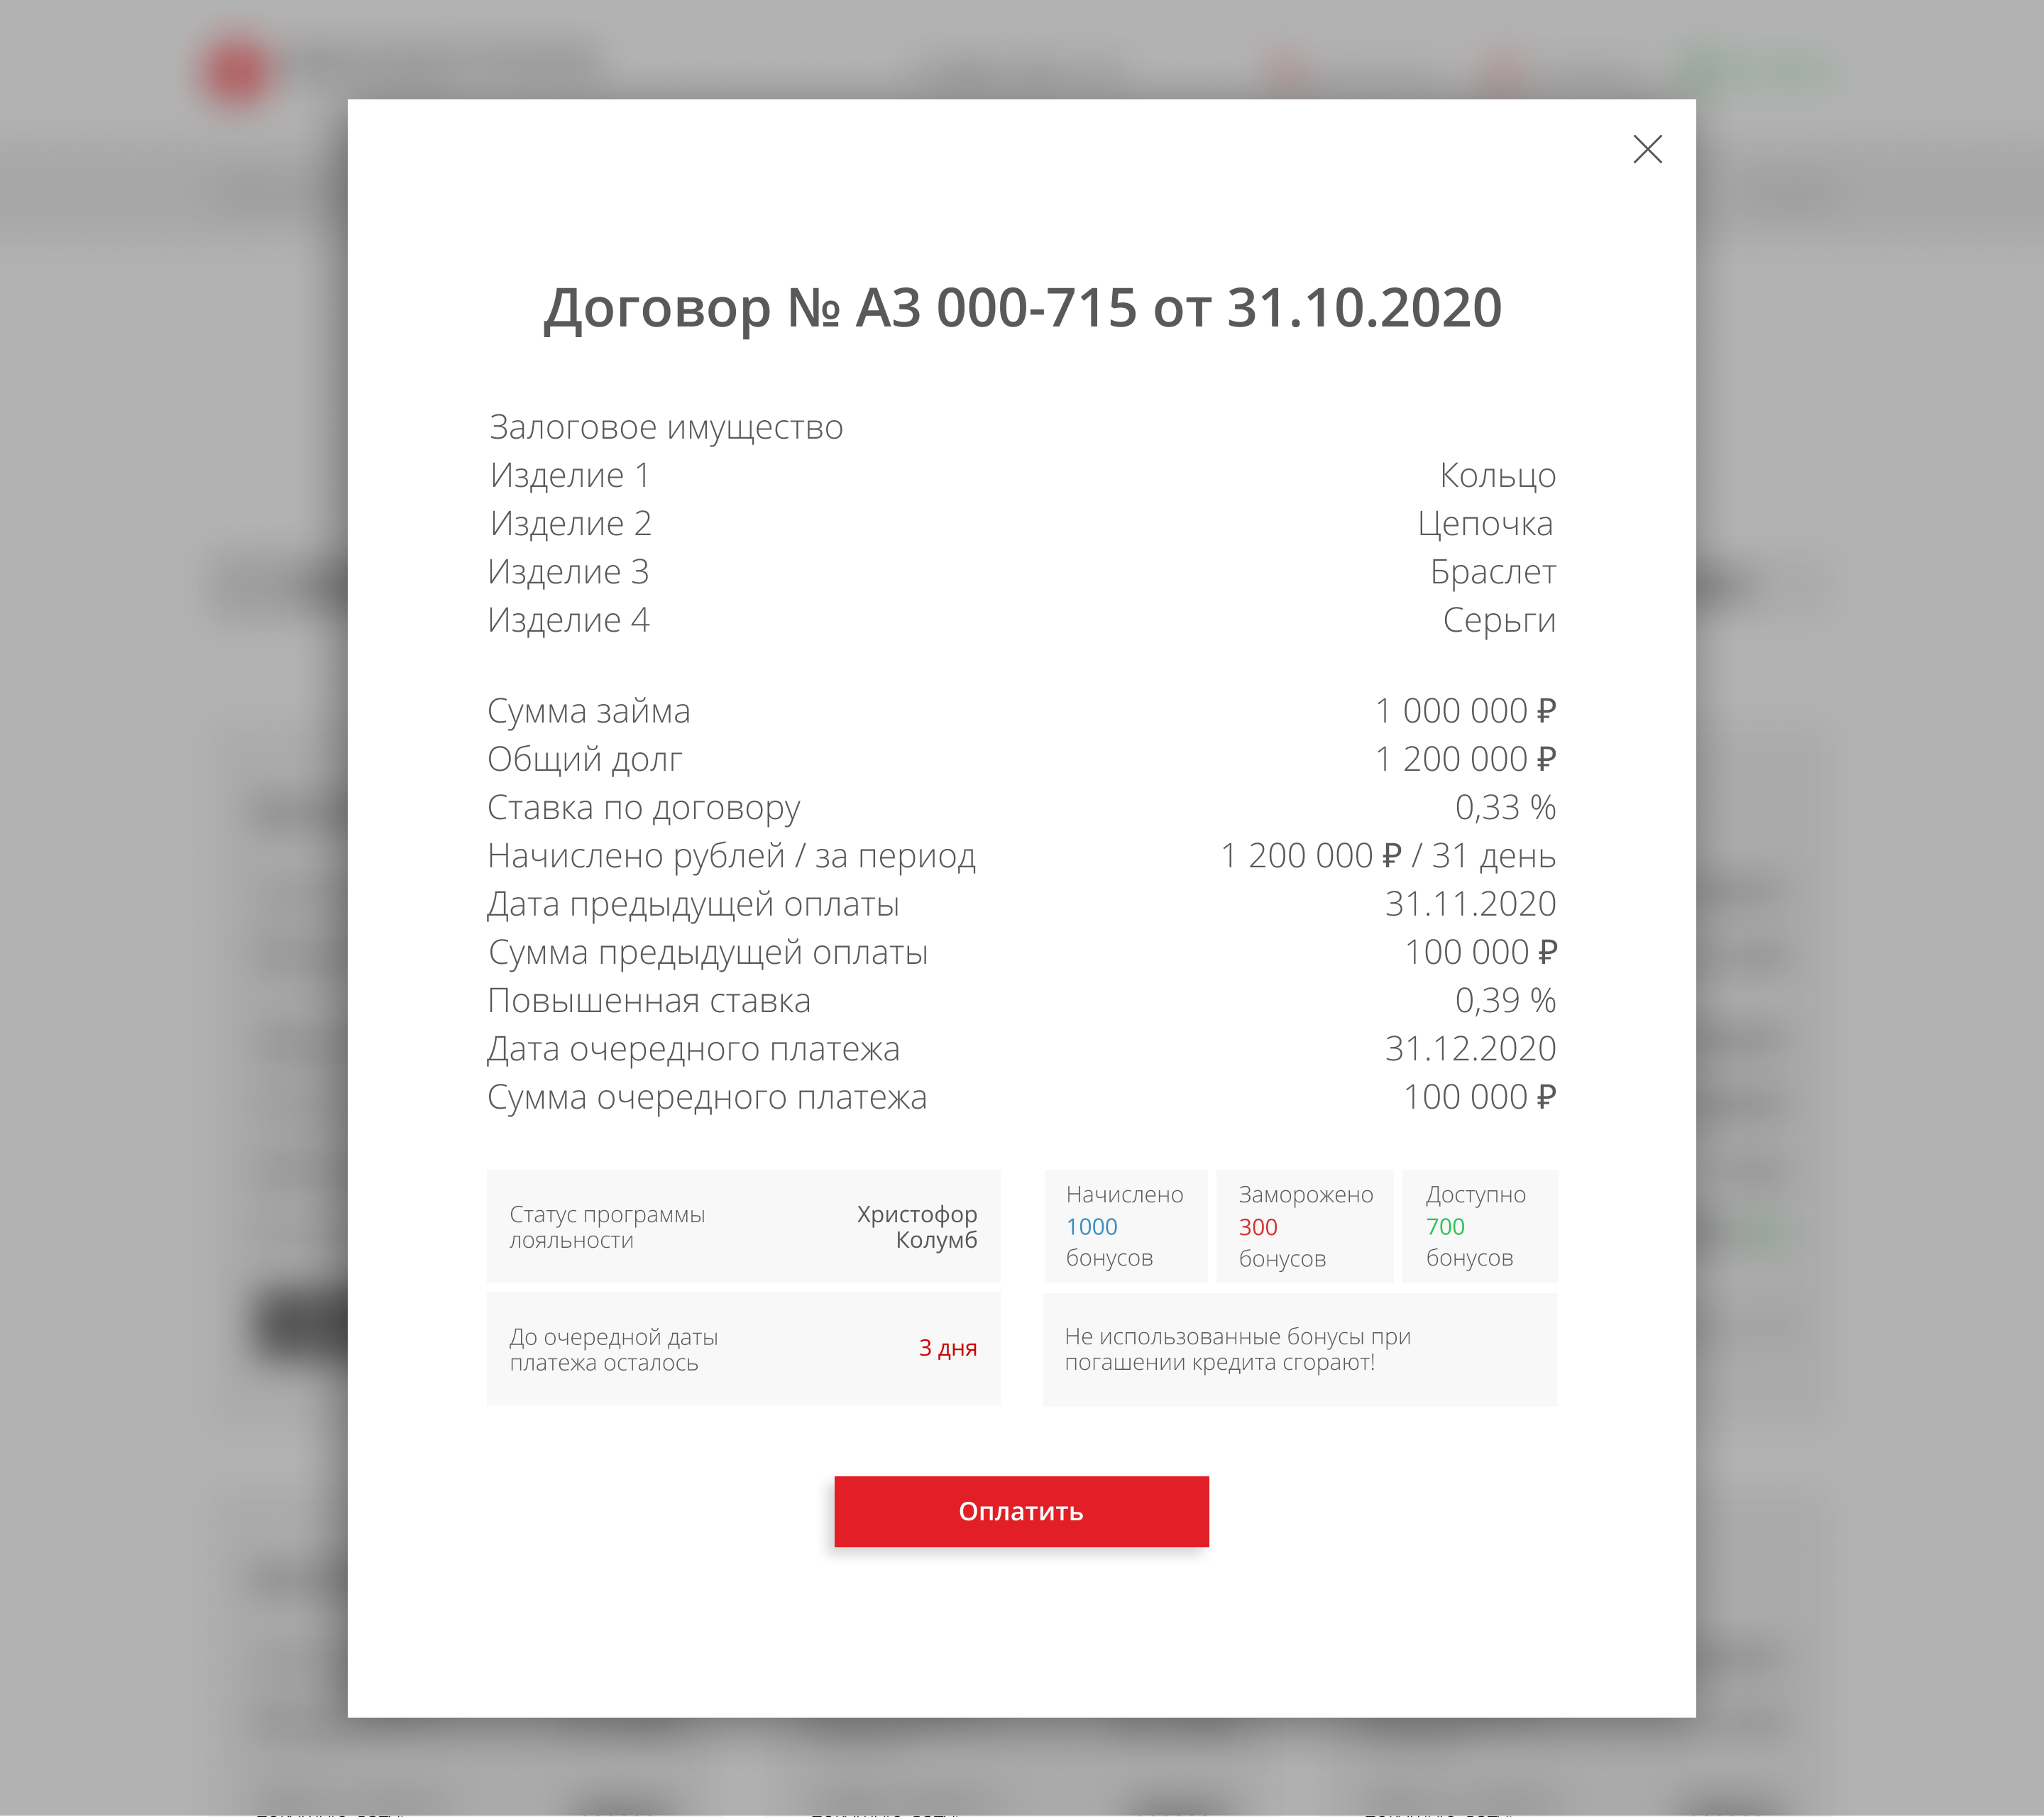 Договор № АЗ 000-715 от 31.10.2020
Залоговое имущество
Изделие 1 Кольцо
Изделие 2 Цепочка
Изделие 3 Браслет
Изделие 4 Серьги
Сумма займа 1 000 000 ₽
Общий долг 1 200 000 ₽
Ставка по договору 0,33 %
Начислено рублей / за период 1 200 000 ₽ / 31 день
Дата предыдущей оплаты 31.11.2020
Сумма предыдущей оплаты 100 000 ₽
Повышенная ставка 0,39 %
Дата очередного платежа 31.12.2020
Сумма очередного платежа 100 000 ₽
Статус программы
лояльности
Христофор
Колумб
Начислено
1000
бонусов
Заморожено
300
бонусов
Доступно
700
бонусов
До очередной даты
платежа осталось
3 дня
Не использованные бонусы при
погашении кредита сгорают!
Оплатить